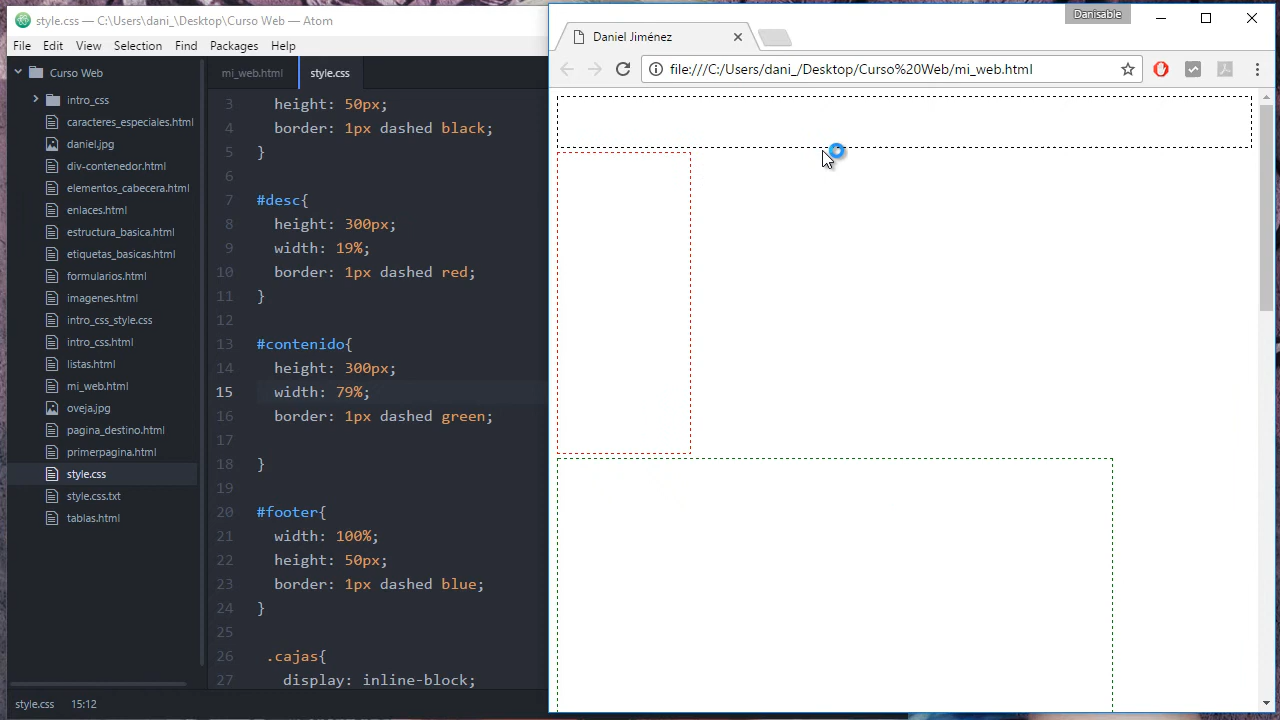 style.css — C:\Users\dani_\Desktop\Curso Web — Atom
File Edit View Selection Find Packages Help
Curso Web
intro_css
caracteres_especiales.html
daniel.jpg
div-contenedor.html
elementos_cabecera.html
enlaces.html
estructura_basica.html
etiquetas_basicas.html
formularios.html
imagenes.html
intro_css_style.css
intro_css.html
listas.html
mi_web.html
oveja.jpg
pagina_destino.html
primerpagina.html
style.css
style.css.txt
tablas.html
mi_web.html style.css
3 height: 50px;
4 border: 1px dashed black;
5 }
6
7 #desc{
8 height: 300px;
9 width: 19%;
10 border: 1px dashed red;
11 }
12
13 #contenido{
14 height: 300px;
15 width: 79%;
16 border: 1px dashed green;
17
18 }
19
20 #footer{
21 width: 100%;
22 height: 50px;
23 border: 1px dashed blue;
24 }
25
26 .cajas{
27 display: inline-block;
style.css 15:12
Danisable
Daniel Jiménez
file:///C:/Users/dani_/Desktop/Curso%20Web/mi_web.html